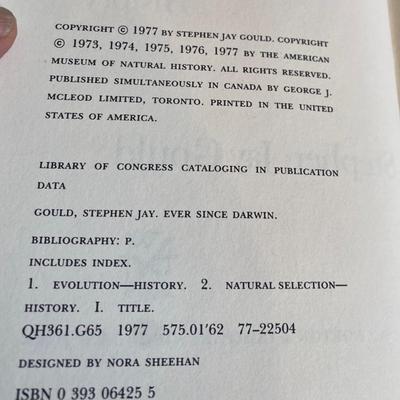 COPYRIGHT © 1977 BY STEPHEN JAY GOULD. COPYRIGHT
© 1973, 1974, 1975, 1976, 1977 BY THE AMERICAN
MUSEUM OF NATURAL HISTORY. ALL RIGHTS RESERVED.
PUBLISHED SIMULTANEOUSLY IN CANADA BY GEORGE J.
MCLEOD LIMITED, TORONTO. PRINTED IN THE UNITED
STATES OF AMERICA.
LIBRARY OF CONGRESS CATALOGING IN PUBLICATION
DATA
GOULD, STEPHEN JAY. EVER SINCE DARWIN.
BIBLIOGRAPHY: P.
INCLUDES INDEX.
1. EVOLUTION—HISTORY. 2. NATURAL SELECTION—
HISTORY. I. TITLE.
QH361.G65 1977 575.01'62 77-22504
DESIGNED BY NORA SHEEHAN
ISBN 0 393 06425 5